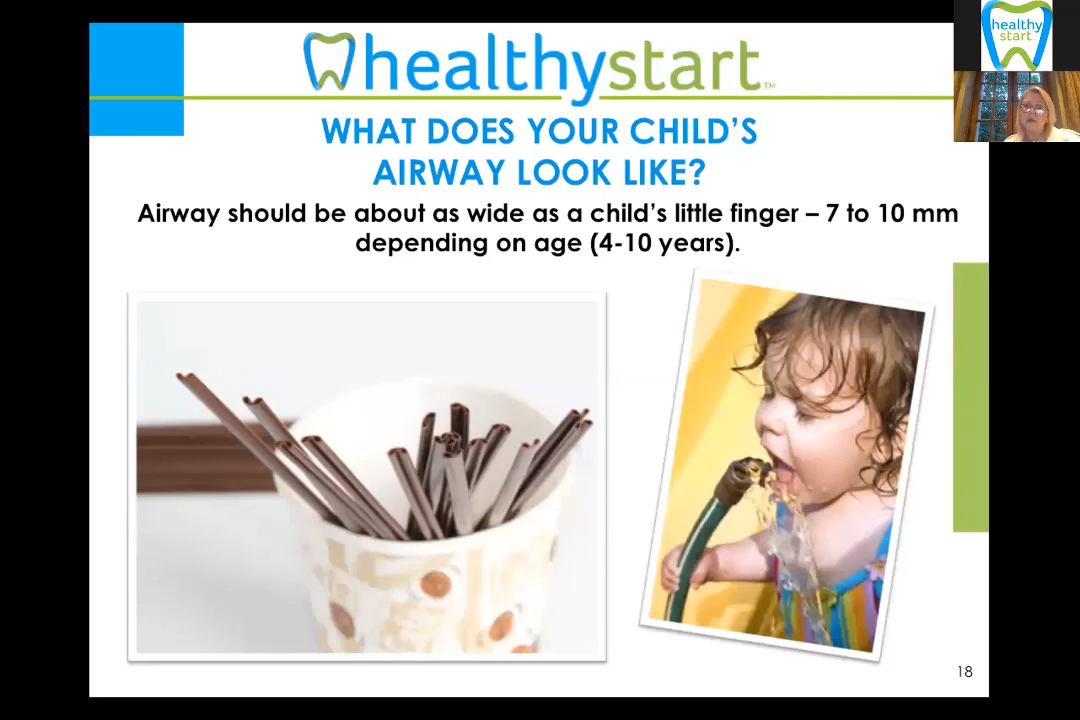 healthystart™
healthy
start
WHAT DOES YOUR CHILD'S
AIRWAY LOOK LIKE?
Airway should be about as wide as a child's little finger – 7 to 10 mm
depending on age (4-10 years).
18